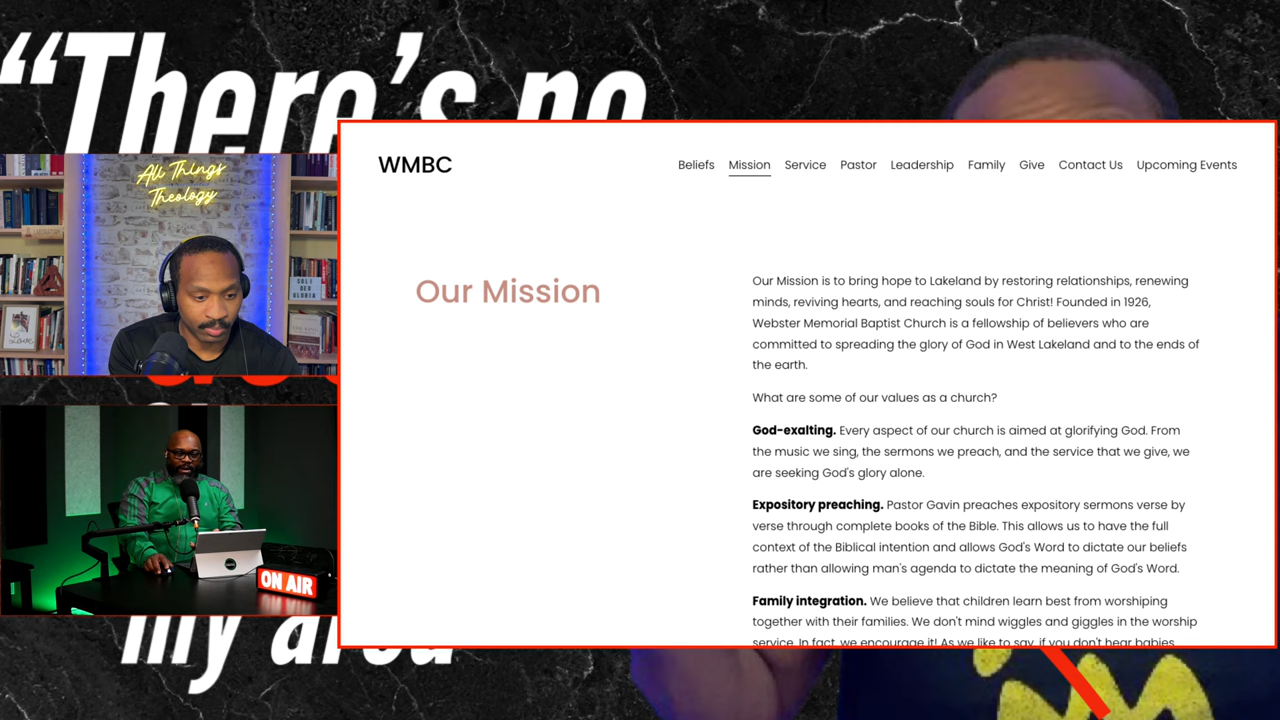 “There’s no
All Things
Theology
SOLI
DEO
GLORIA
ON AIR
my area
WMBC
Beliefs Mission Service Pastor Leadership Family Give Contact Us Upcoming Events
Our Mission
Our Mission is to bring hope to Lakeland by restoring relationships, renewing
minds, reviving hearts, and reaching souls for Christ! Founded in 1926,
Webster Memorial Baptist Church is a fellowship of believers who are
committed to spreading the glory of God in West Lakeland and to the ends of
the earth.
What are some of our values as a church?
God-exalting. Every aspect of our church is aimed at glorifying God. From
the music we sing, the sermons we preach, and the service that we give, we
are seeking God's glory alone.
Expository preaching. Pastor Gavin preaches expository sermons verse by
verse through complete books of the Bible. This allows us to have the full
context of the Biblical intention and allows God's Word to dictate our beliefs
rather than allowing man's agenda to dictate the meaning of God's Word.
Family integration. We believe that children learn best from worshiping
together with their families. We don't mind wiggles and giggles in the worship
service. In fact, we encourage it! As we like to say, if you don't hear babies